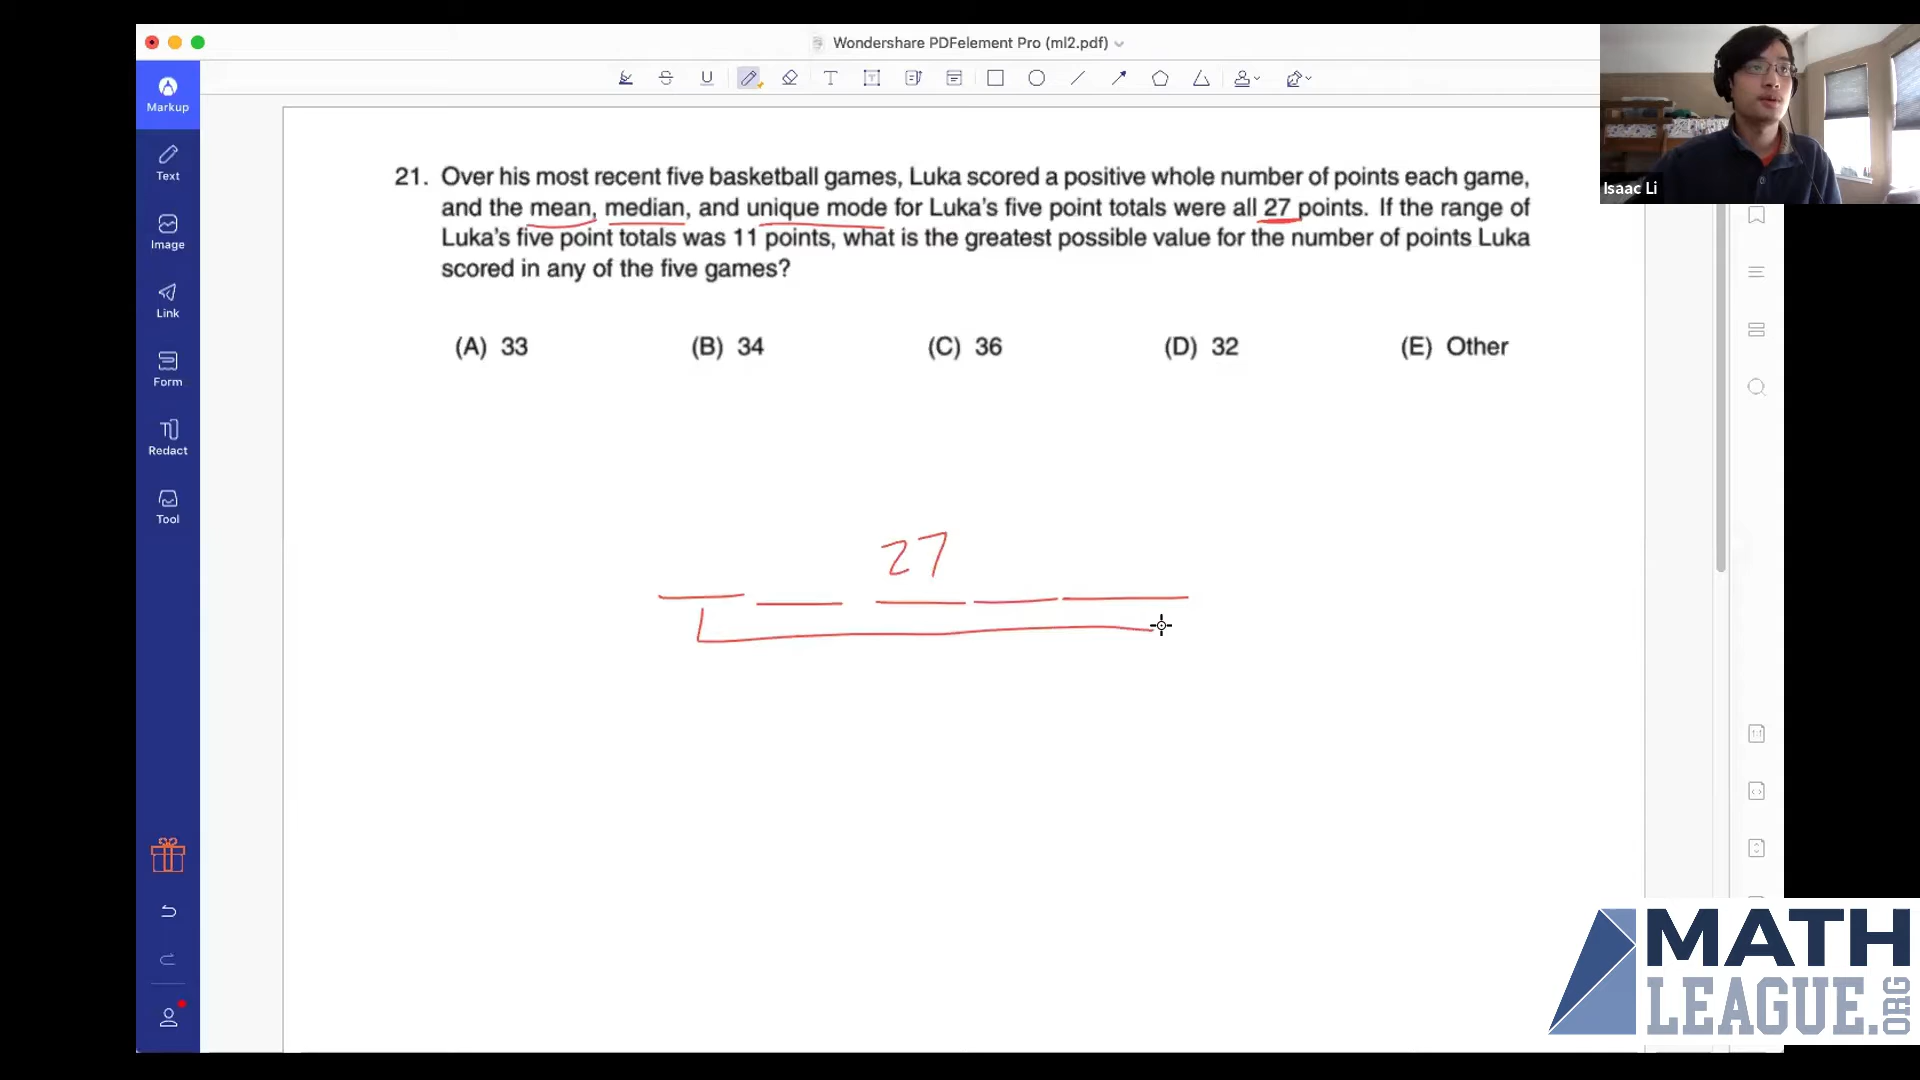 Wondershare PDFelement Pro (ml2.pdf)
Markup
Text
Image
Link
Form
Redact
Tool
Isaac Li
21. Over his most recent five basketball games, Luka scored a positive whole number of points each game,
and the mean, median, and unique mode for Luka's five point totals were all 27 points. If the range of
Luka's five point totals was 11 points, what is the greatest possible value for the number of points Luka
scored in any of the five games?
(A) 33 (B) 34 (C) 36 (D) 32 (E) Other
27
MATH
LEAGUE.ORG